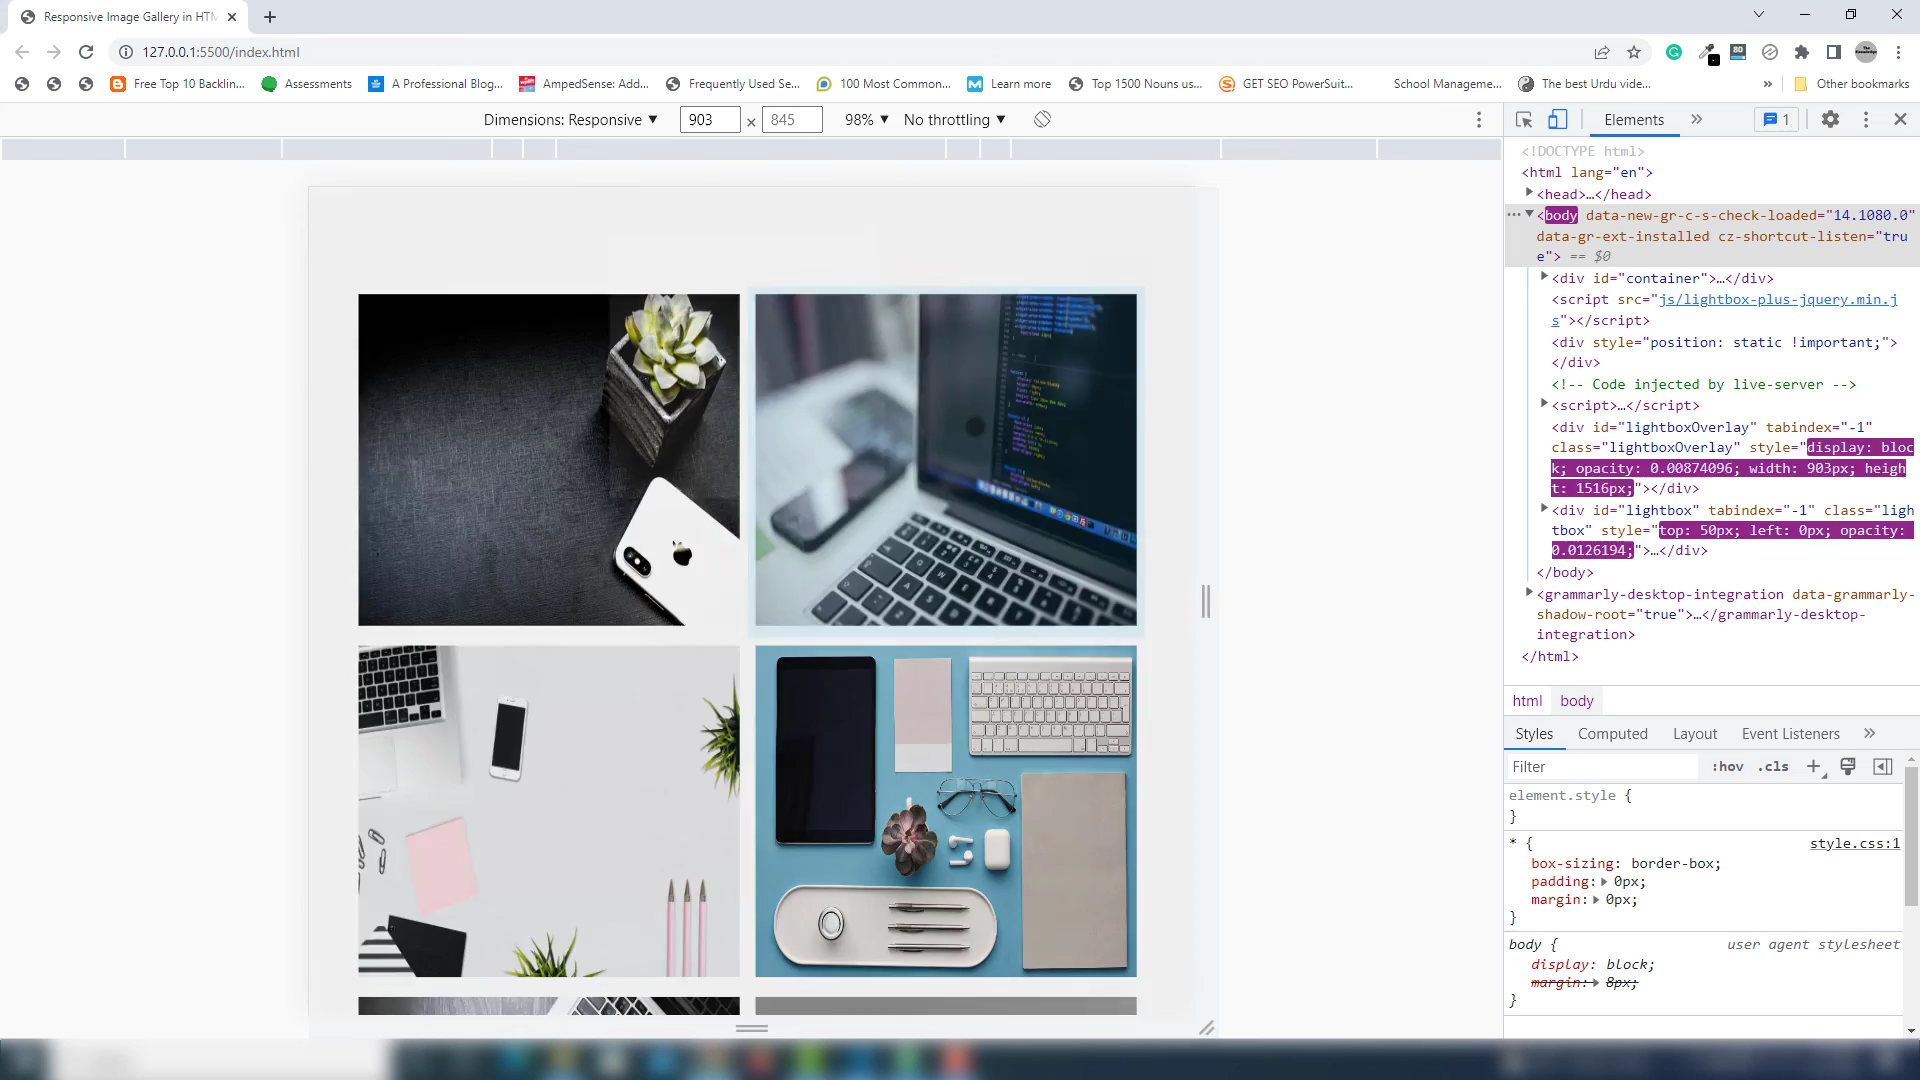 Responsive Image Gallery in HTM
127.0.0.1:5500/index.html
80
Free Top 10 Backlin...
Assessments
A Professional Blog...
AmpedSense: Add...
Frequently Used Se...
100 Most Common...
Learn more
Top 1500 Nouns us...
GET SEO PowerSuit...
School Manageme...
The best Urdu vide...
»
Other bookmarks
Dimensions: Responsive
903
×
845
98%
No throttling
Elements
»
1
<!DOCTYPE html>
<html lang="en">
<head>…</head>
<body data-new-gr-c-s-check-loaded="14.1080.0"
data-gr-ext-installed cz-shortcut-listen="tru
e"> == $0
<div id="container">…</div>
<script src="js/lightbox-plus-jquery.min.j
s"></script>
<div style="position: static !important;">
</div>
<!-- Code injected by live-server -->
<script>…</script>
<div id="lightboxOverlay" tabindex="-1"
class="lightboxOverlay" style="display: bloc
k; opacity: 0.00874096; width: 903px; heigh
t: 1516px;"></div>
<div id="lightbox" tabindex="-1" class="ligh
tbox" style="top: 50px; left: 0px; opacity:
0.0126194;">…</div>
</body>
<grammarly-desktop-integration data-grammarly-
shadow-root="true">…</grammarly-desktop-
integration>
</html>
html
body
Styles
Computed
Layout
Event Listeners
»
Filter
:hov
.cls
element.style {
}
* {
style.css:1
box-sizing: border-box;
padding: 0px;
margin: 0px;
}
body {
user agent stylesheet
display: block;
margin: 8px;
}